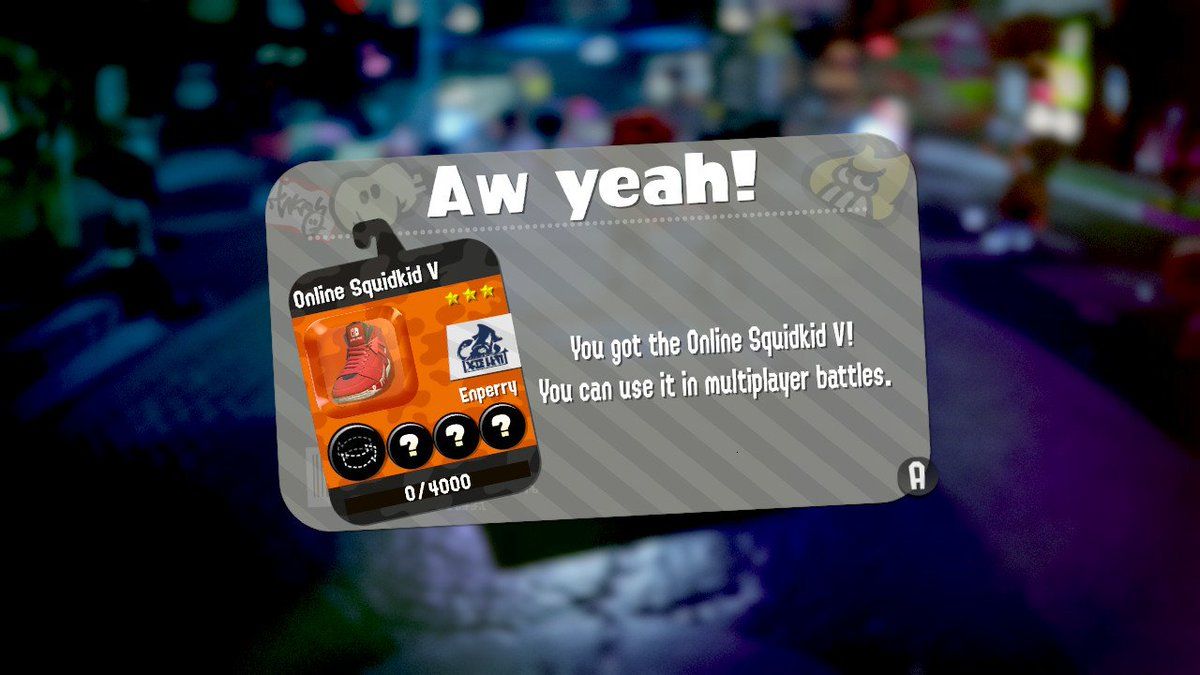 Aw yeah!
Online Squidkid V
Enperry
? ? ?
0/4000
You got the Online Squidkid V!
You can use it in multiplayer battles.
A